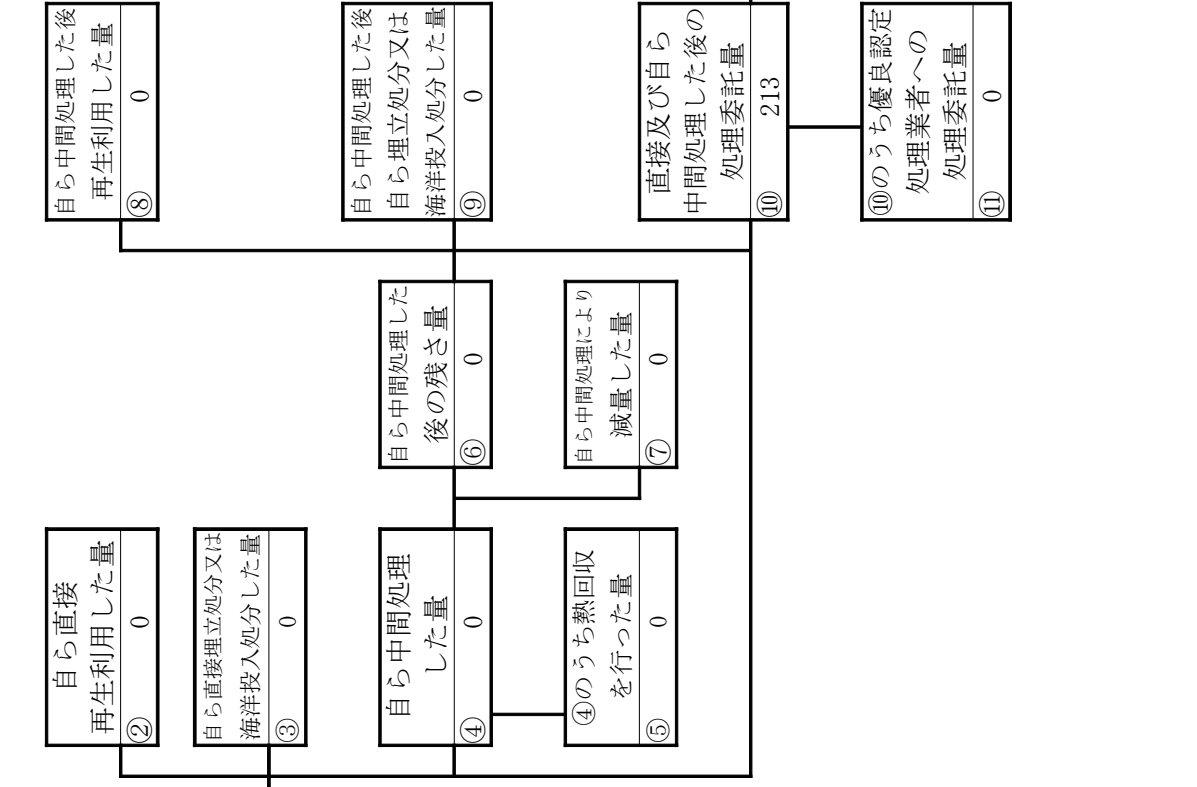 自ら直接
再生利用した量
② 0
自ら直接埋立処分又は
海洋投入処分した量
③ 0
自ら中間処理
した量
④ 0
④のうち熱回収
を行った量
⑤ 0
自ら中間処理した
後の残さ量
⑥ 0
自ら中間処理により
減量した量
⑦ 0
自ら中間処理した後
再生利用した量
⑧ 0
自ら中間処理した後
自ら埋立処分又は
海洋投入処分した量
⑨ 0
直接及び自ら
中間処理した後の
処理委託量
⑩ 213
⑩のうち優良認定
処理業者への
処理委託量
⑪ 0